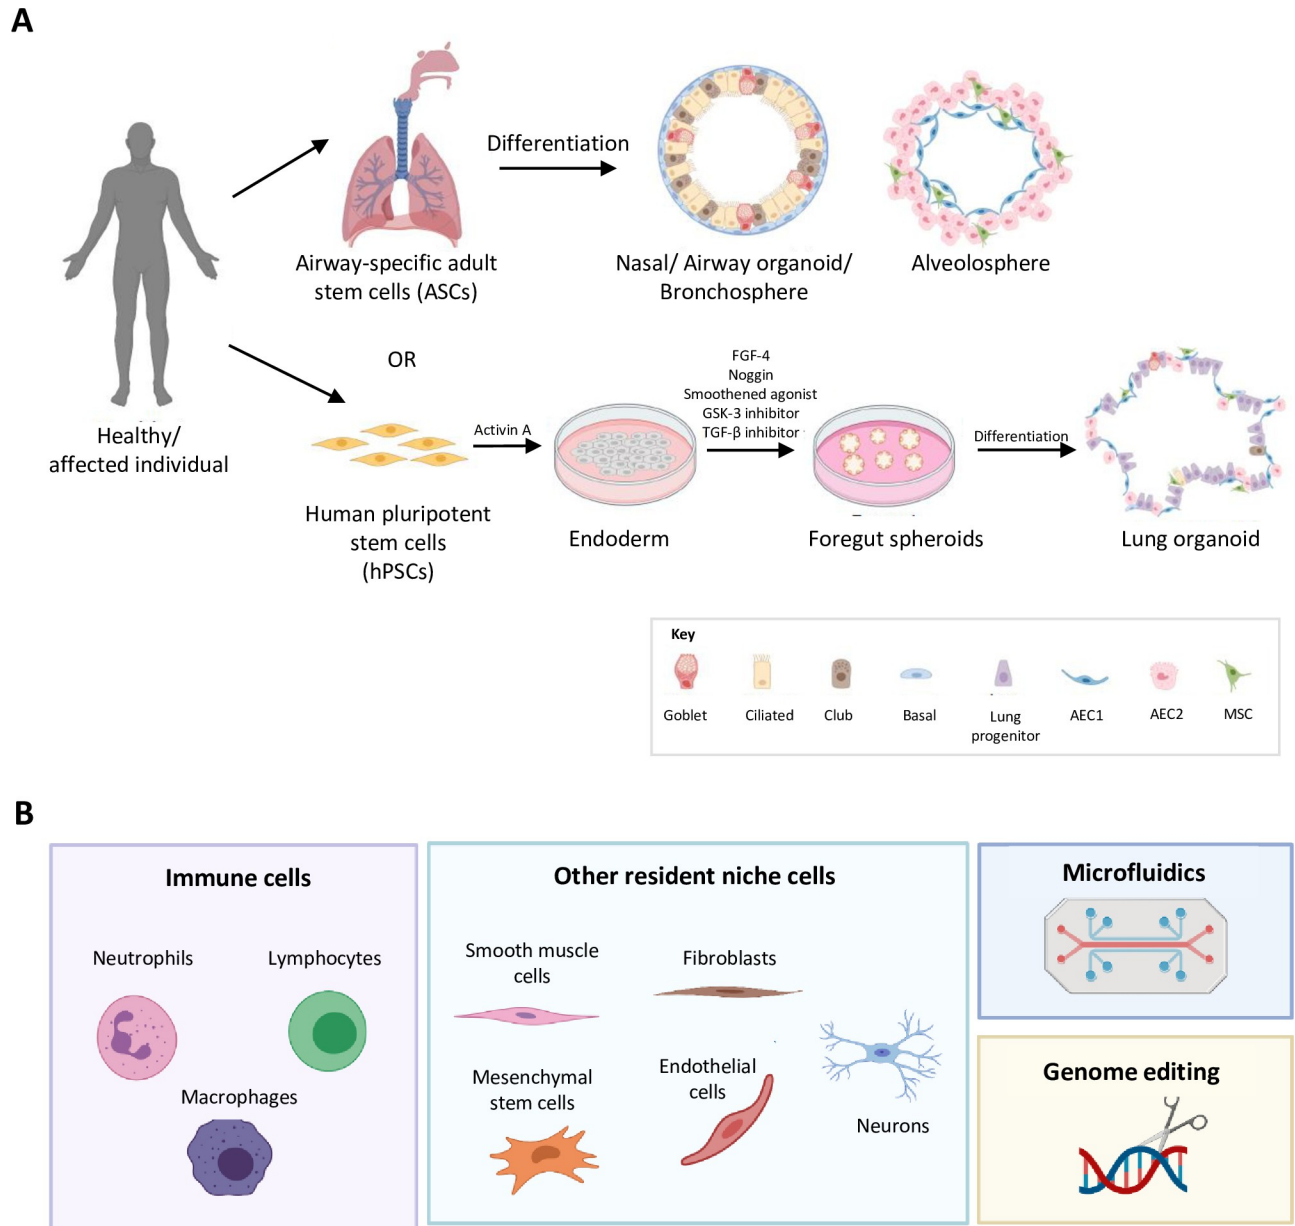 A
Differentiation
Airway-specific adult
stem cells (ASCs)
Nasal/ Airway organoid/
Bronchosphere
Alveolosphere
OR
Healthy/
affected individual
Human pluripotent
stem cells
(hPSCs)
Activin A
Endoderm
FGF-4
Noggin
Smoothened agonist
GSK-3 inhibitor
TGF-β inhibitor
Foregut spheroids
Differentiation
Lung organoid
Key
Goblet
Ciliated
Club
Basal
Lung
progenitor
AEC1
AEC2
MSC
B
Immune cells
Neutrophils
Lymphocytes
Macrophages
Other resident niche cells
Smooth muscle
cells
Fibroblasts
Mesenchymal
stem cells
Endothelial
cells
Neurons
Microfluidics
Genome editing